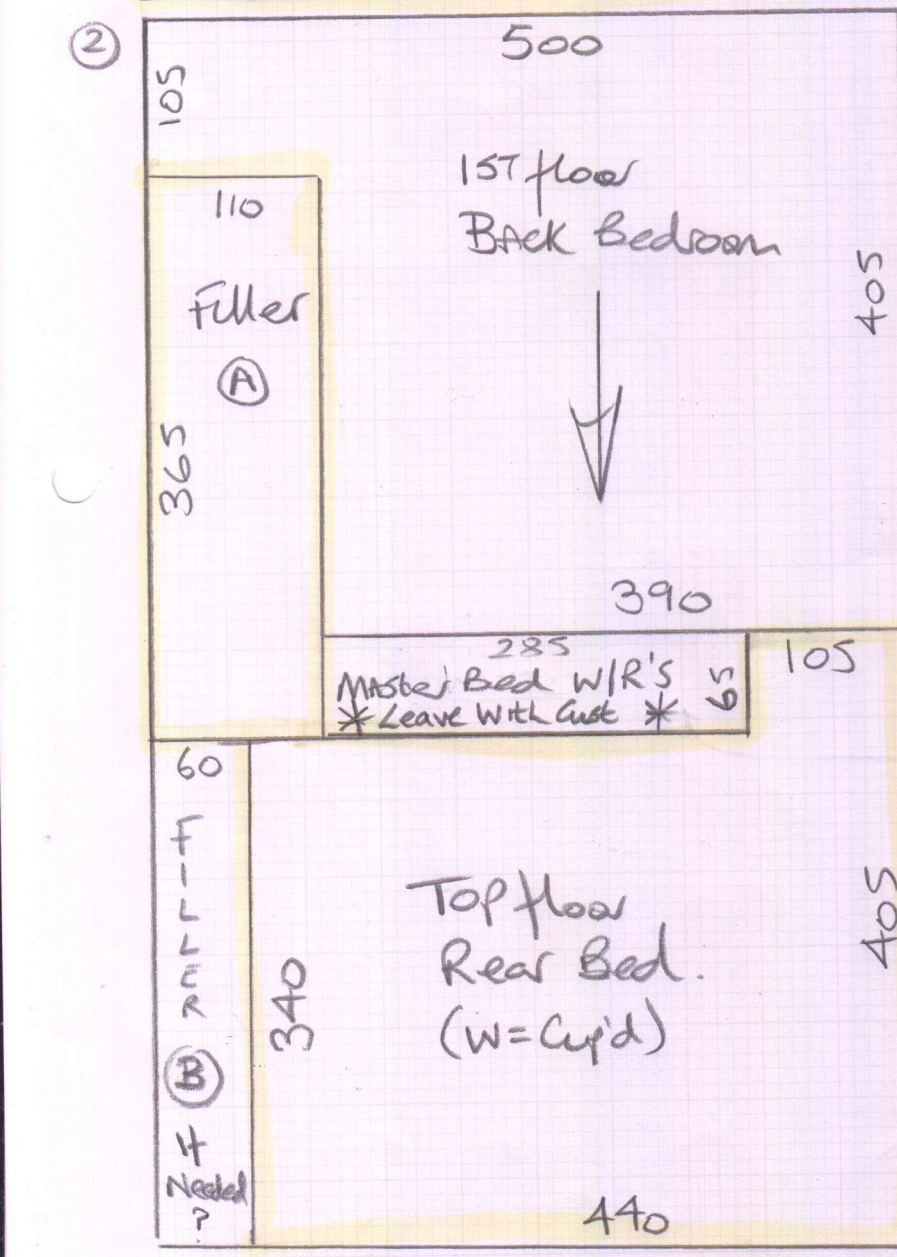 2
500
105
1ST floor
BACK Bedroom
110
Filler
A
405
365
390
285
105
Master Bed W/R'S
65
* Leave With Cust *
60
FILLER
B
If
Needed
?
340
Top floor
Rear Bed.
(W=Cup'd)
405
440